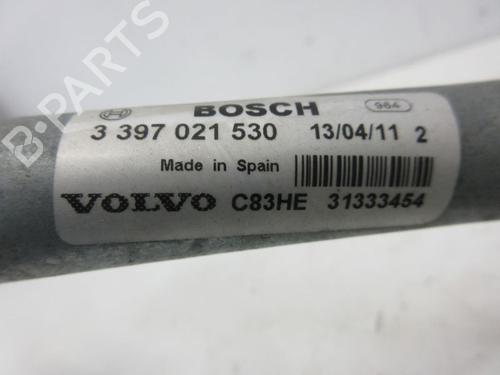 BOSCH 964
3 397 021 530 13/04/11 2
Made in Spain
VOLVO C83HE 31333454
B-PARTS